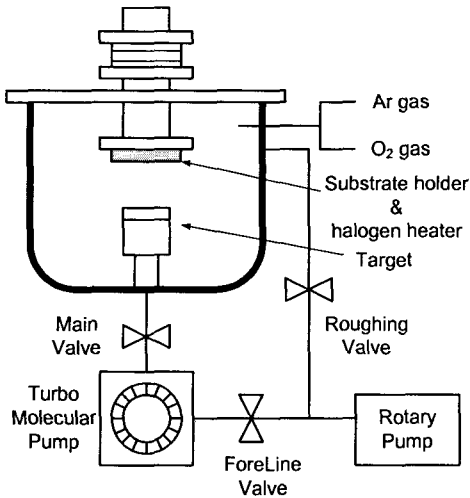 Ar gas
O₂ gas
Substrate holder
&
halogen heater
Target
Main
Valve
Roughing
Valve
Turbo
Molecular
Pump
ForeLine
Valve
Rotary
Pump